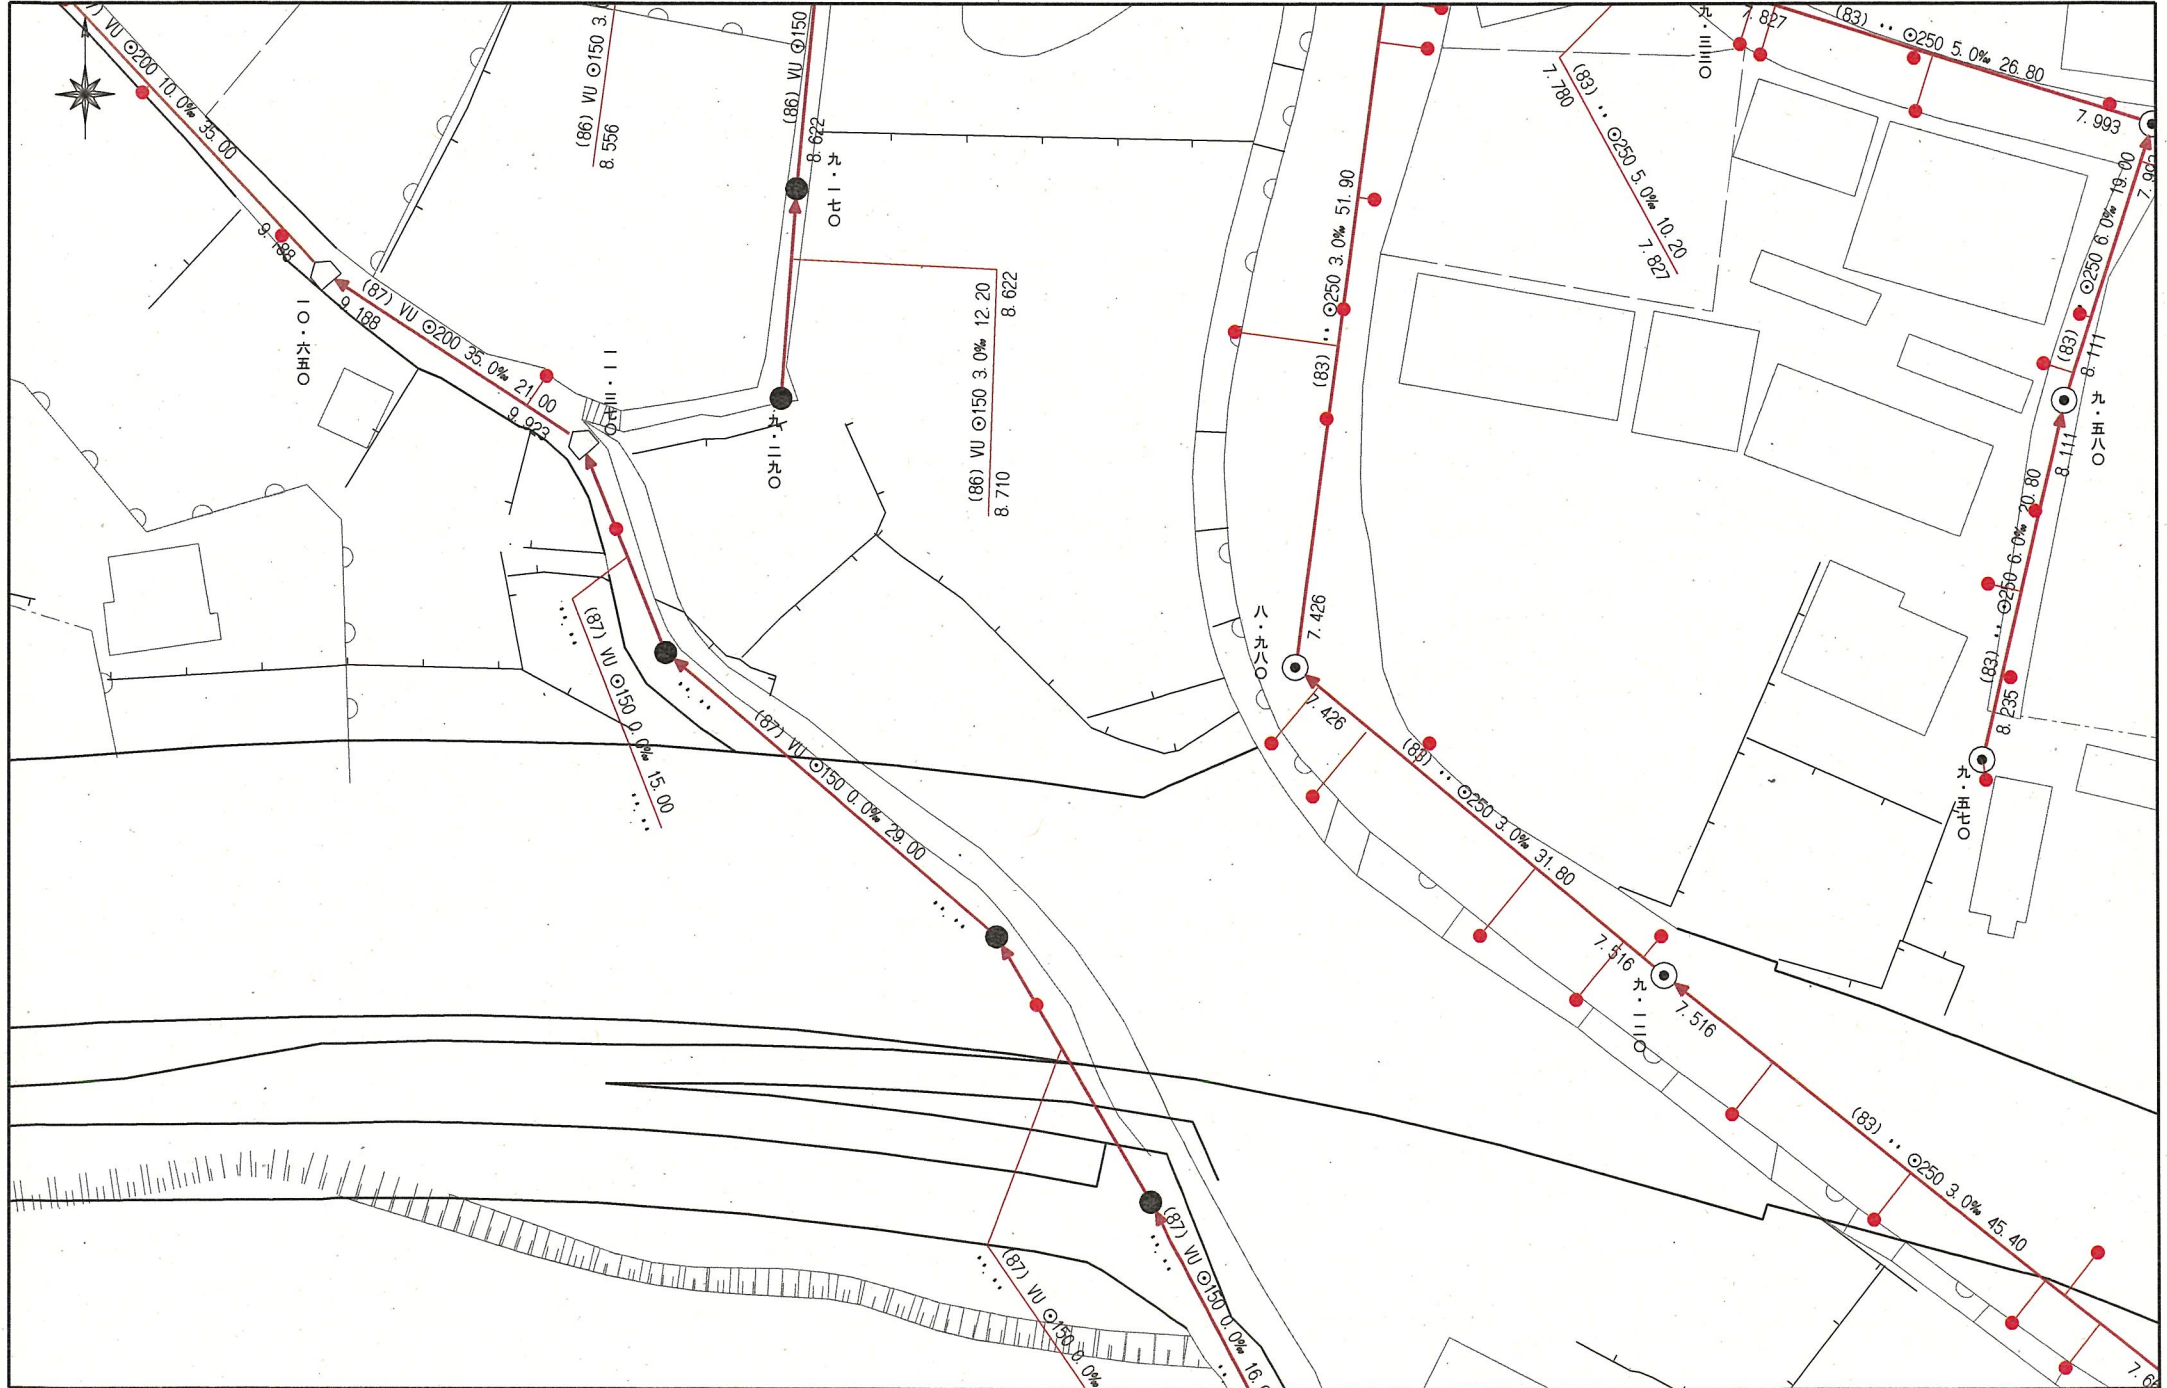 VU ⊙200 10.0‰ 35.00
9.188
一〇・六五〇
(87) VU ⊙200 35.0‰ 21.00
9.188
9.923
(86) VU ⊙150 3.
8.556
(86) VU ⊙150
8.622
九・一七〇
(86) VU ⊙150 3.0‰ 12.20
8.622
8.710
九・二九〇
(87) VU ⊙150 0.0‰ 15.00
(87) VU ⊙150 0.0‰ 29.00
(87) VU ⊙150 0.0‰
(87) VU ⊙150 0.0‰ 16.
(83) ‥ ⊙250 3.0‰ 51.90
7.426
八・九八〇
7.426
(83) ‥ ⊙250 3.0‰ 31.80
7.516
九・一二〇
7.516
(83) ‥ ⊙250 3.0‰ 45.40
九・三三〇
7.827
(83) ‥ ⊙250 5.0‰ 26.80
7.993
(83) ‥ ⊙250 5.0‰ 10.20
7.780
7.827
(83) ‥ ⊙250 6.0‰ 19.00
8.111
九・五八〇
8.111
(83) ‥ ⊙250 6.0‰ 20.80
8.235
九・五七〇